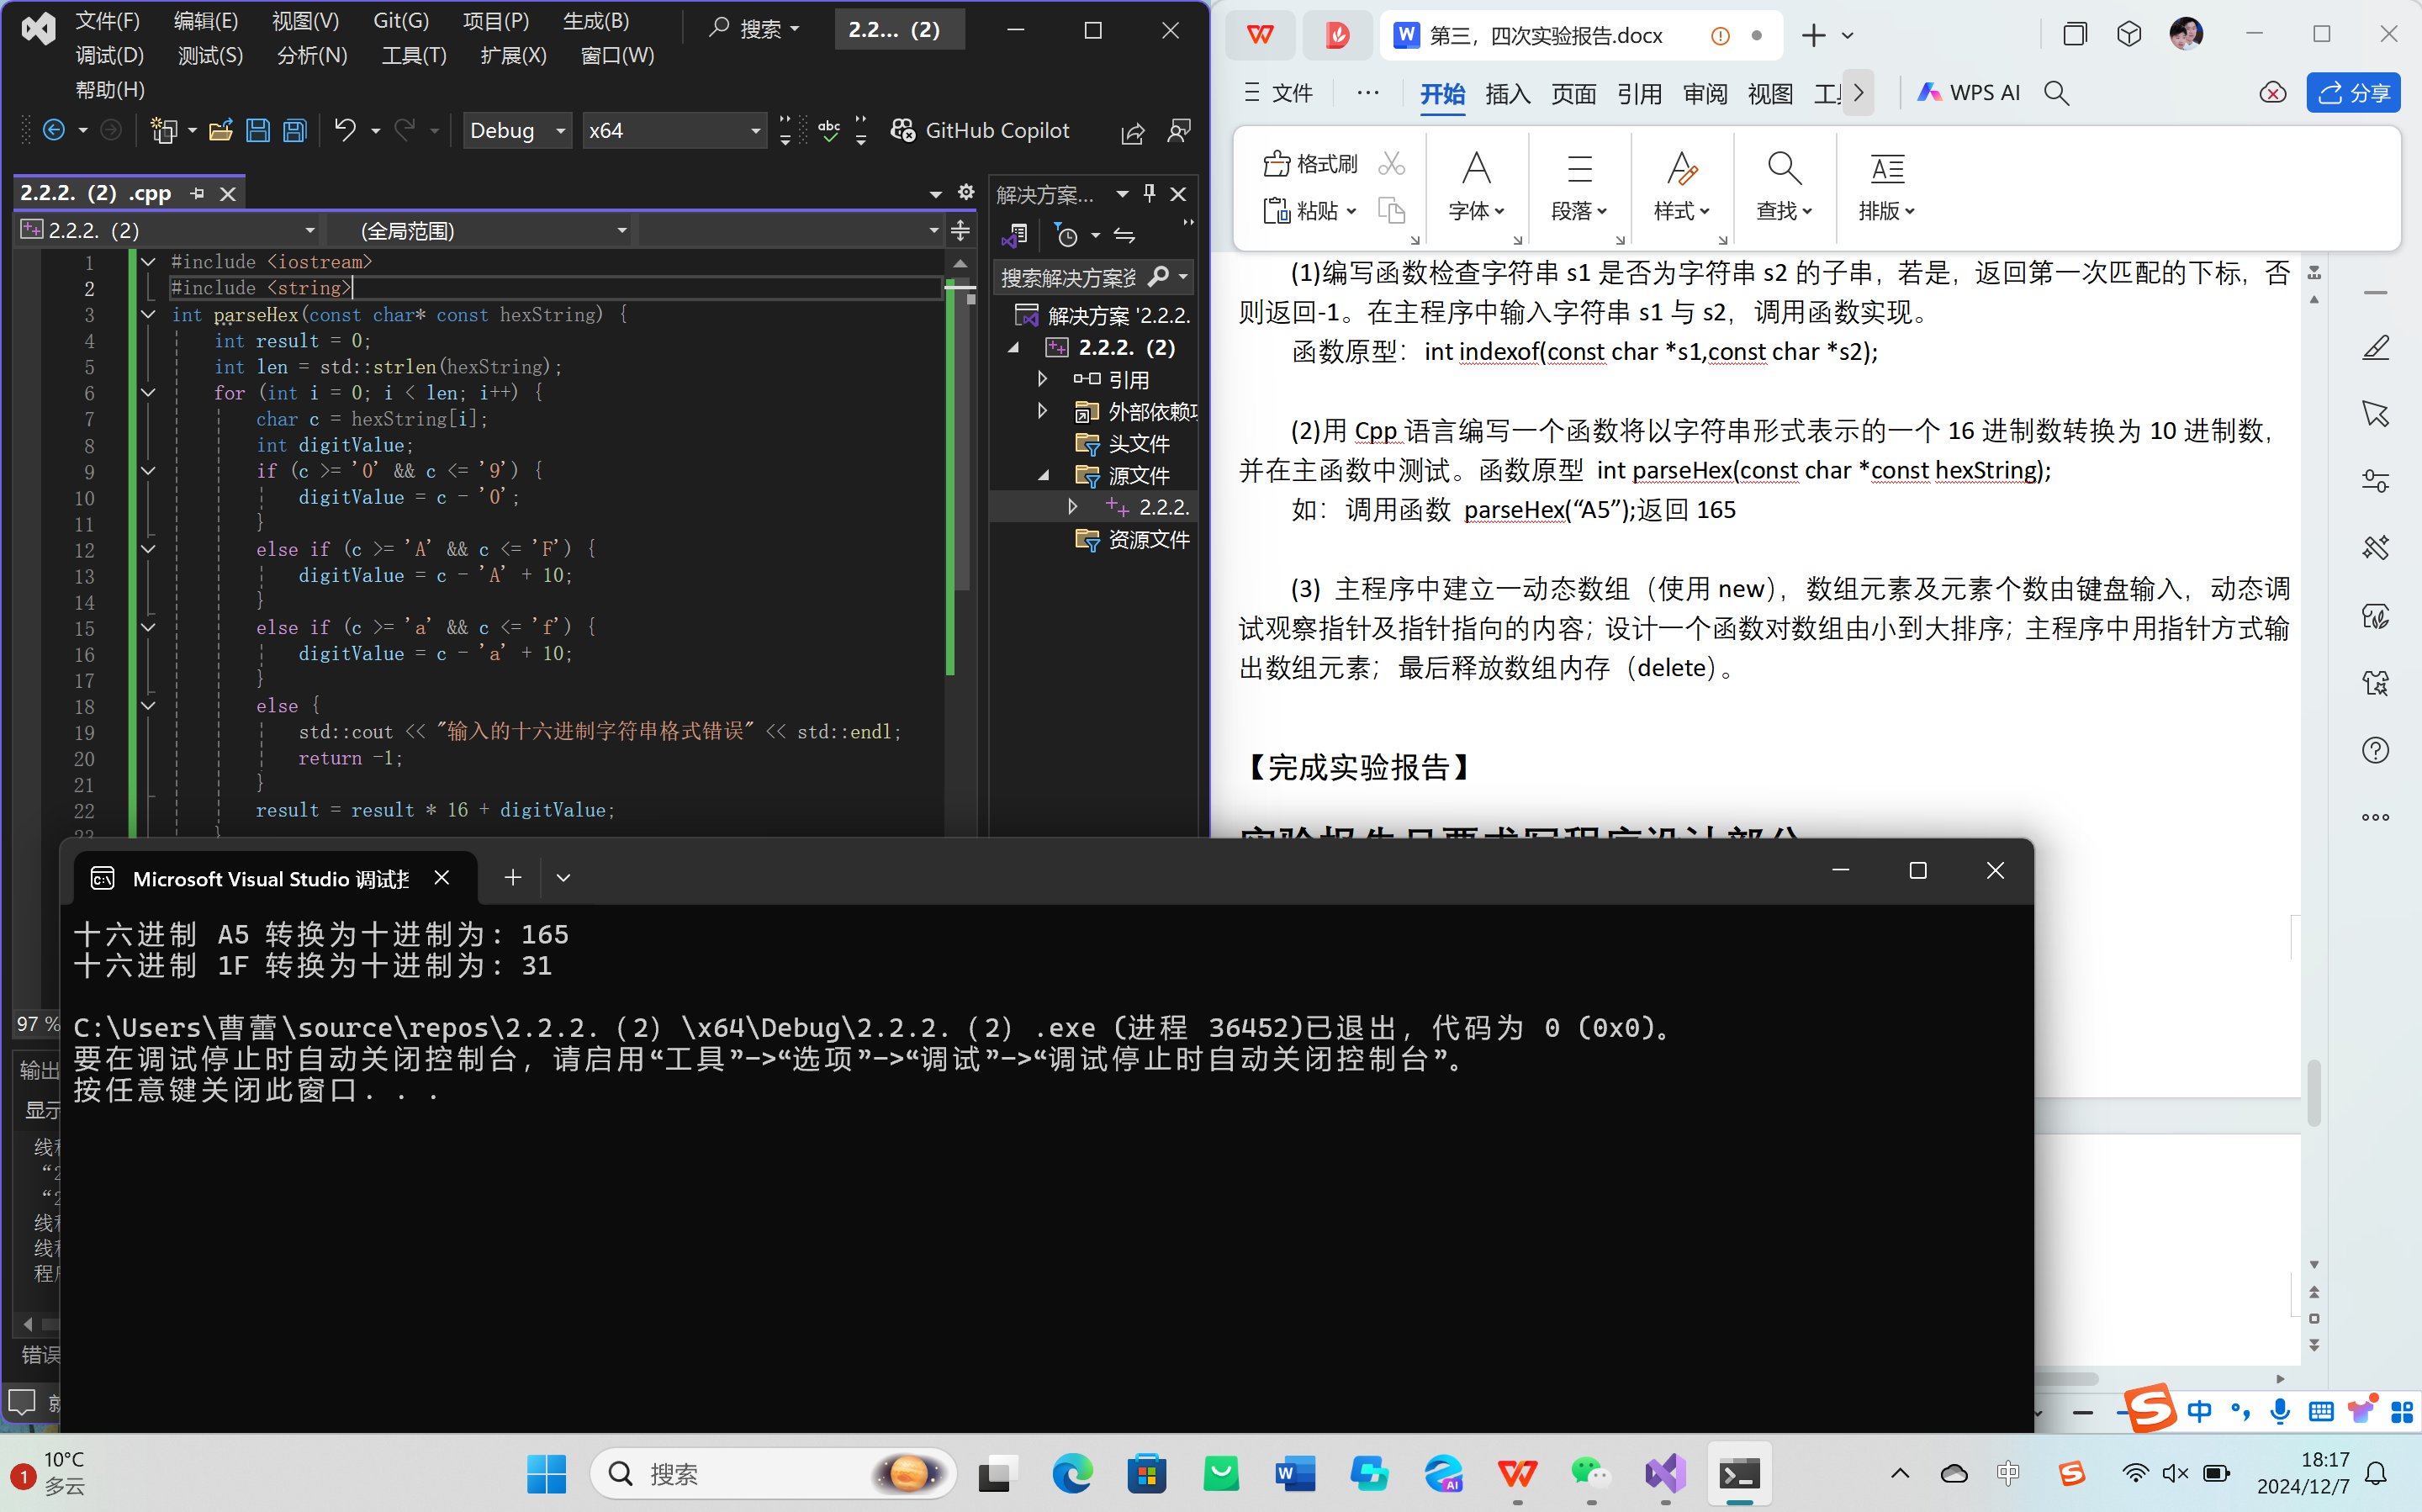 文件(F) 编辑(E) 视图(V) Git(G) 项目(P) 生成(B)
调试(D) 测试(S) 分析(N) 工具(T) 扩展(X) 窗口(W)
帮助(H)
搜索
2.2... (2)
Debug x64 GitHub Copilot
2.2.2.（2）.cpp
2.2.2.（2） (全局范围)
1 #include <iostream>
2 #include <string>
3 int parseHex(const char* const hexString) {
4 int result = 0;
5 int len = std::strlen(hexString);
6 for (int i = 0; i < len; i++) {
7 char c = hexString[i];
8 int digitValue;
9 if (c >= '0' && c <= '9') {
10 digitValue = c - '0';
11 }
12 else if (c >= 'A' && c <= 'F') {
13 digitValue = c - 'A' + 10;
14 }
15 else if (c >= 'a' && c <= 'f') {
16 digitValue = c - 'a' + 10;
17 }
18 else {
19 std::cout << "输入的十六进制字符串格式错误" << std::endl;
20 return -1;
21 }
22 result = result * 16 + digitValue;
23 }
97 %
输出
显示
错误
解决方案...
搜索解决方案资
解决方案 '2.2.2.
2.2.2.（2）
引用
外部依赖项
头文件
源文件
2.2.2.
资源文件
第三，四次实验报告.docx
文件 ··· 开始 插入 页面 引用 审阅 视图 工具 WPS AI 分享
格式刷
粘贴 字体 段落 样式 查找 排版
(1)编写函数检查字符串 s1 是否为字符串 s2 的子串，若是，返回第一次匹配的下标，否
则返回-1。在主程序中输入字符串 s1 与 s2，调用函数实现。
函数原型：int indexof(const char *s1,const char *s2);
(2)用 Cpp 语言编写一个函数将以字符串形式表示的一个 16 进制数转换为 10 进制数，
并在主函数中测试。函数原型 int parseHex(const char *const hexString);
如：调用函数 parseHex(“A5”);返回 165
(3) 主程序中建立一动态数组（使用 new），数组元素及元素个数由键盘输入，动态调
试观察指针及指针指向的内容；设计一个函数对数组由小到大排序；主程序中用指针方式输
出数组元素；最后释放数组内存（delete）。
【完成实验报告】
实验报告只要求写程序设计部分
Microsoft Visual Studio 调试控
十六进制 A5 转换为十进制为: 165
十六进制 1F 转换为十进制为: 31
C:\Users\曹蕾\source\repos\2.2.2.（2）\x64\Debug\2.2.2.（2）.exe (进程 36452)已退出，代码为 0 (0x0)。
要在调试停止时自动关闭控制台，请启用“工具”->“选项”->“调试”->“调试停止时自动关闭控制台”。
按任意键关闭此窗口. . .
中
1
10°C
多云
搜索
中
18:17
2024/12/7